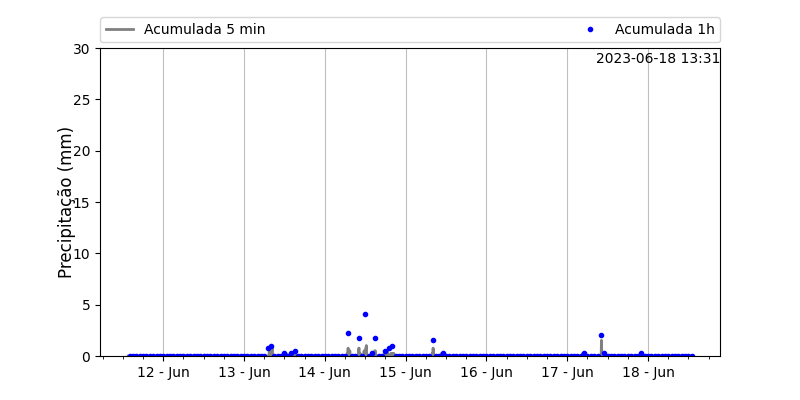 Acumulada 5 min
Acumulada 1h
2023-06-18 13:31
Precipitação (mm)
30
25
20
15
10
5
0
12 - Jun
13 - Jun
14 - Jun
15 - Jun
16 - Jun
17 - Jun
18 - Jun